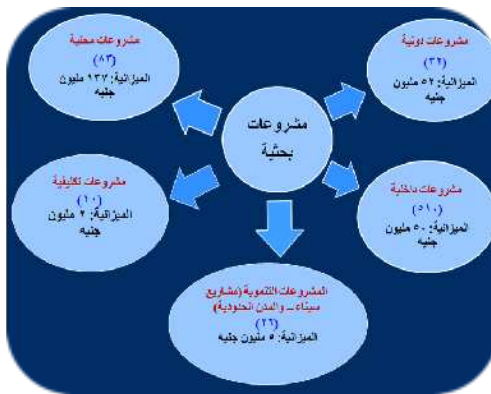 مشروعات محلية
(٨٣)
الميزانية: ١٣٧ مليون
جنيه
مشروعات دولية
(٣٢)
الميزانية: ٥٢ مليون
جنيه
مشروعات
بحثية
مشروعات تكليفية
(١٠)
الميزانية: ٢ مليون
جنيه
مشروعات داخلية
(٥١٠)
الميزانية: ٥٠ مليون
جنيه
المشروعات التنموية (مشاريع
سيناء – والمدن الحدودية)
(٢٦)
الميزانية: ٥ مليون جنيه